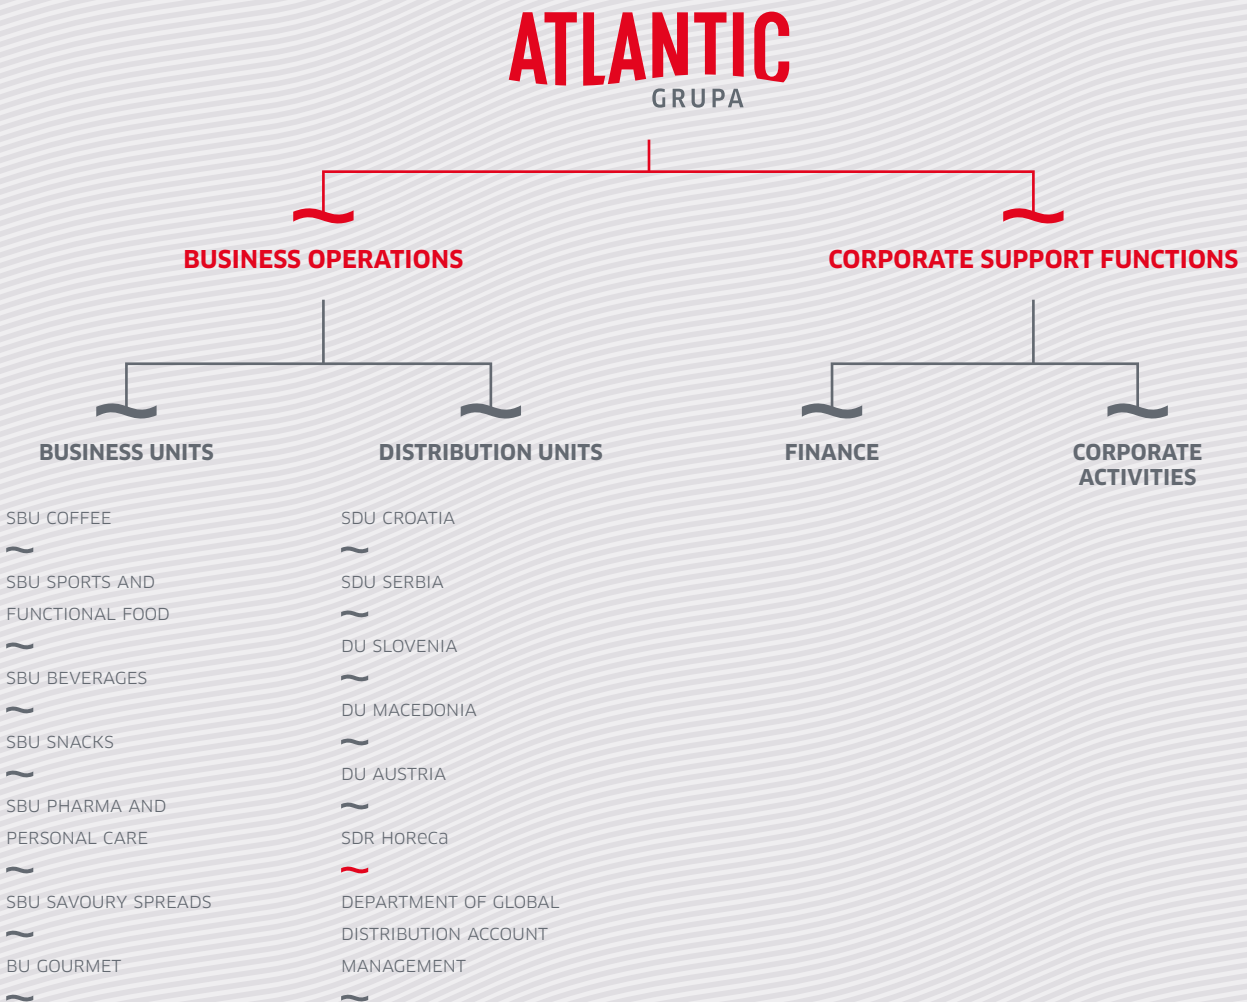 ATLANTIC
GRUPA
BUSINESS OPERATIONS
CORPORATE SUPPORT FUNCTIONS
BUSINESS UNITS
DISTRIBUTION UNITS
FINANCE
CORPORATE
ACTIVITIES
SBU COFFEE
SBU SPORTS AND
FUNCTIONAL FOOD
SBU BEVERAGES
SBU SNACKS
SBU PHARMA AND
PERSONAL CARE
SBU SAVOURY SPREADS
BU GOURMET
SDU CROATIA
SDU SERBIA
DU SLOVENIA
DU MACEDONIA
DU AUSTRIA
SDR HoReCa
DEPARTMENT OF GLOBAL
DISTRIBUTION ACCOUNT
MANAGEMENT